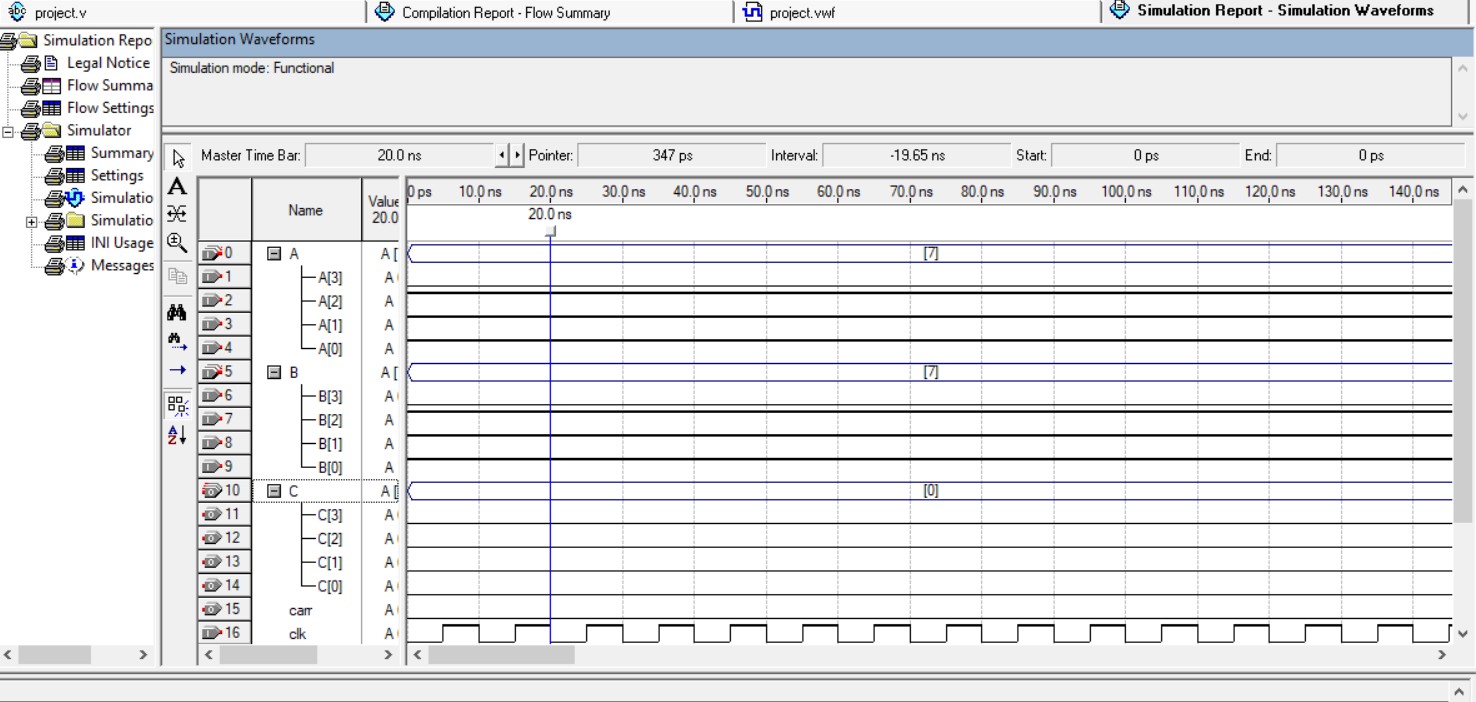 project.v
Compilation Report - Flow Summary
project.vwf
Simulation Report - Simulation Waveforms
Simulation Repo
Legal Notice
Flow Summa
Flow Settings
Simulator
Summary
Settings
Simulatio
Simulatio
INI Usage
Messages
Simulation Waveforms
Simulation mode: Functional
Master Time Bar: 20.0 ns Pointer: 347 ps Interval: -19.65 ns Start: 0 ps End: 0 ps
Name Value 20.0
0 ps 10.0 ns 20.0 ns 30.0 ns 40.0 ns 50.0 ns 60.0 ns 70.0 ns 80.0 ns 90.0 ns 100.0 ns 110.0 ns 120.0 ns 130.0 ns 140.0 ns
20.0 ns
0 A A [ [7]
1 A[3] A
2 A[2] A
3 A[1] A
4 A[0] A
5 B A [ [7]
6 B[3] A
7 B[2] A
8 B[1] A
9 B[0] A
10 C A [ [0]
11 C[3] A
12 C[2] A
13 C[1] A
14 C[0] A
15 carr A
16 clk A